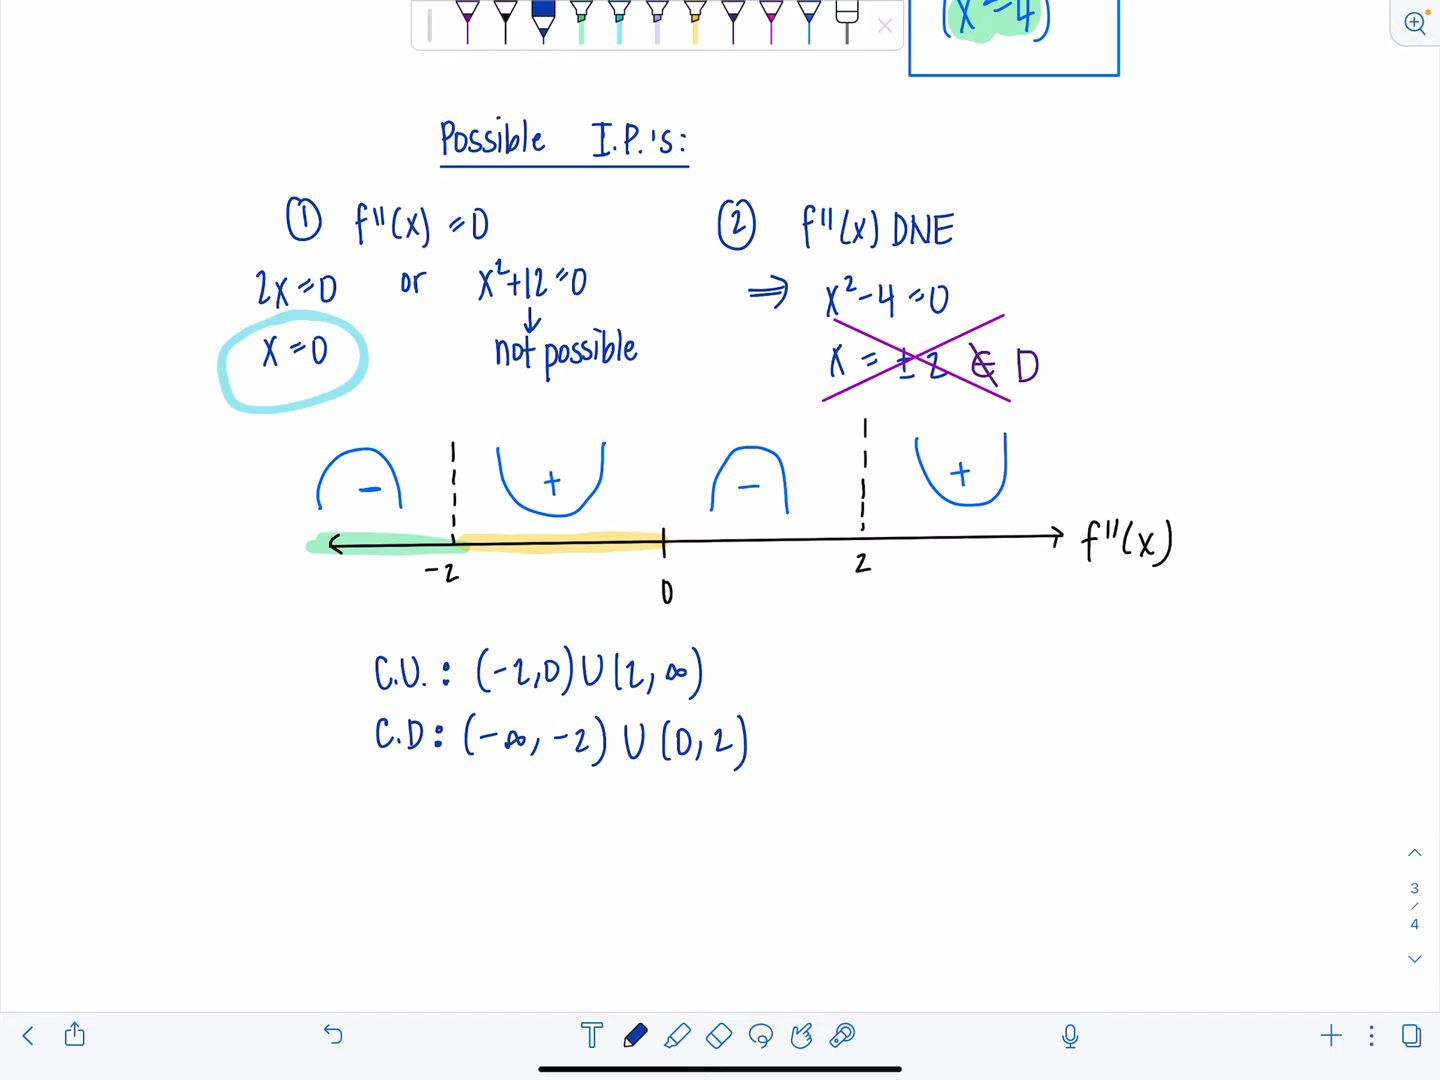 (x²-4)
Possible I.P.'s:
① f''(x) = 0
② f''(x) DNE
2x = 0 or x²+12 = 0
⇒ x²-4 = 0
x = 0
↓
not possible
x = ±2 ∉ D
- + - +
-2 0 2 f''(x)
C.U. : (-2,0) U (2, ∞)
C.D : (-∞, -2) U (0, 2)
3
/
4
T